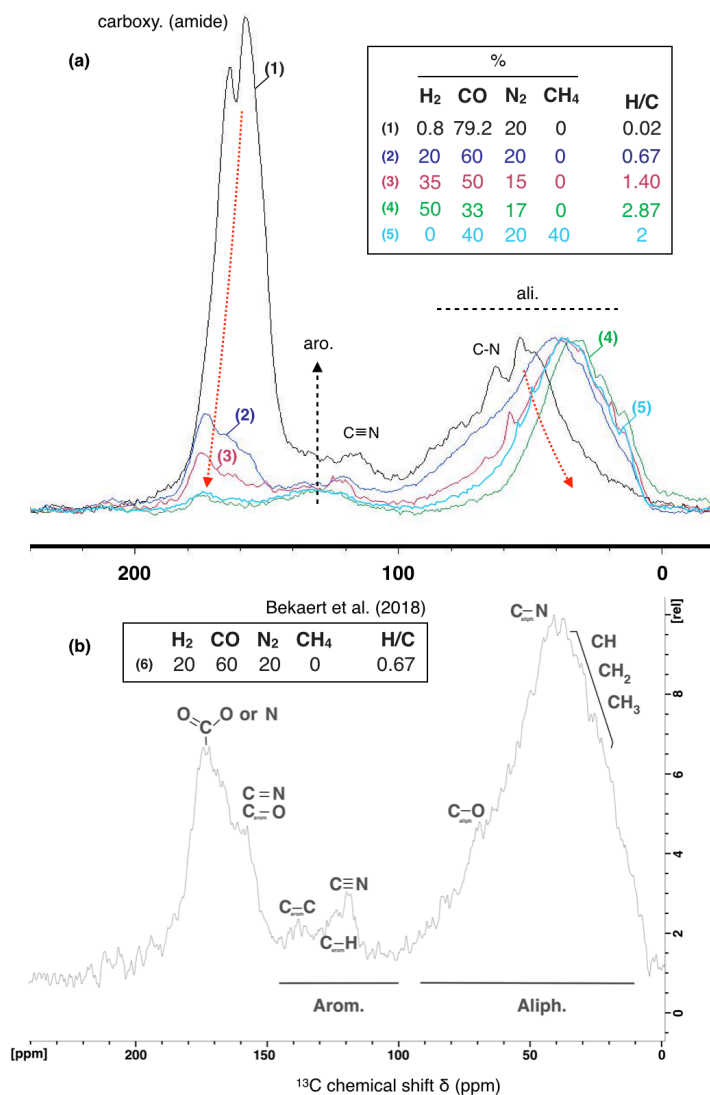 carboxy. (amide)
(a)
(1)
%
H₂ CO N₂ CH₄ H/C
(1) 0.8 79.2 20 0 0.02
(2) 20 60 20 0 0.67
(3) 35 50 15 0 1.40
(4) 50 33 17 0 2.87
(5) 0 40 20 40 2
ali.
aro.
C-N
(4)
(2)
C≡N
(5)
(3)
200 100 0
Bekaert et al. (2018)
(b)
H₂ CO N₂ CH₄ H/C
(6) 20 60 20 0 0.67
[rel]
C–N
aliph
CH
CH₂
CH₃
O=C–O or N
C=N
C–O
arom
C–O
aliph
C≡N
C–C
arom
C–H
arom
Arom. Aliph.
10
8
6
4
2
0
[ppm] 200 150 100 50 0
¹³C chemical shift δ (ppm)